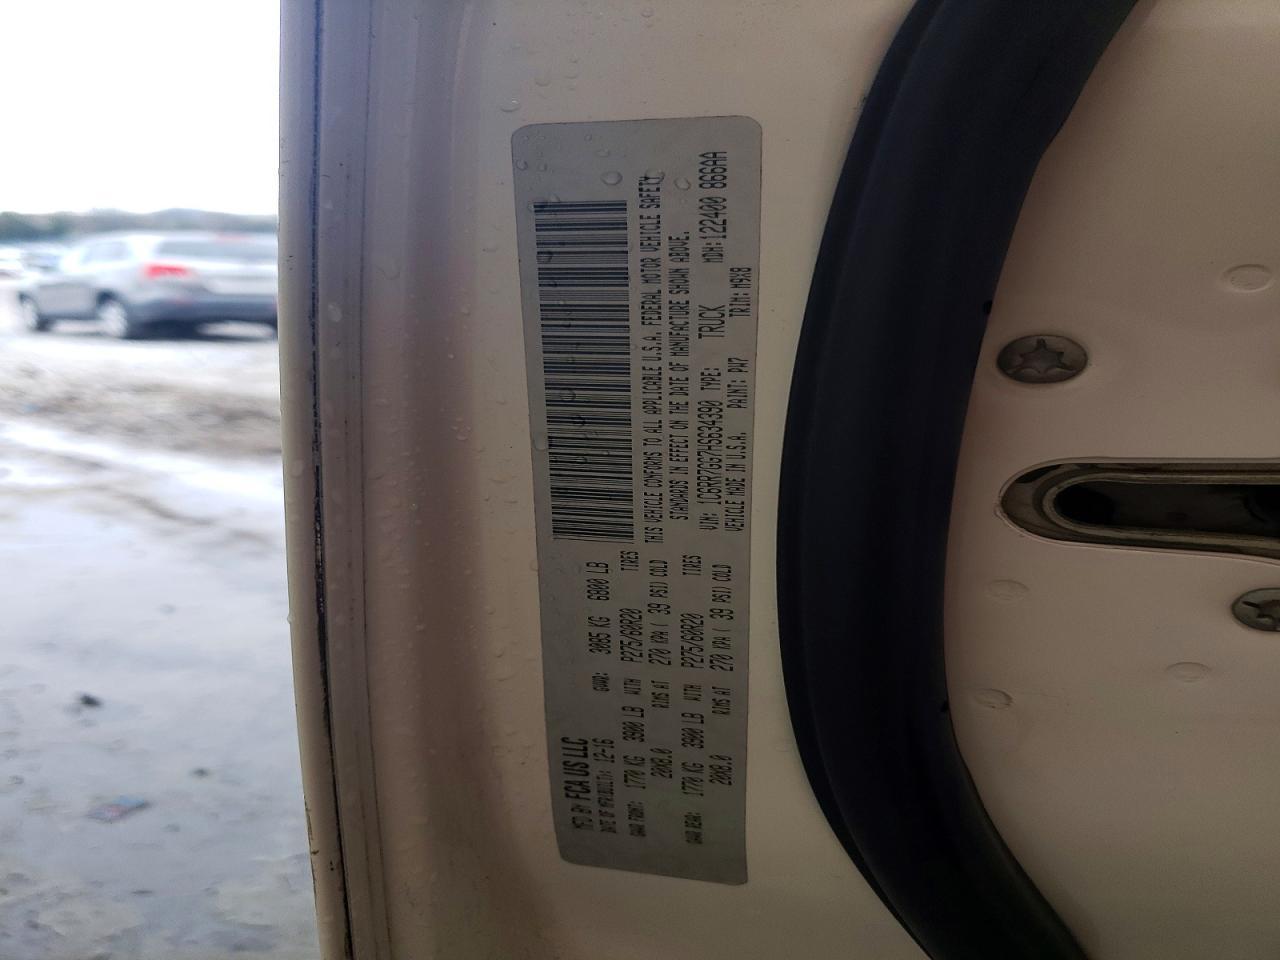 MFD BY FCA US LLC
DATE OF MFR(BUILT): 12-16 GVWR: 3085 KG 6800 LB
GAWR FRONT: 1770 KG 3900 LB WITH P275/60R20 TIRES
20X8.0 RIMS AT 270 KPA ( 39 PSI) COLD
GAWR REAR: 1770 KG 3900 LB WITH P275/60R20 TIRES
20X8.0 RIMS AT 270 KPA ( 39 PSI) COLD
THIS VEHICLE CONFORMS TO ALL APPLICABLE U.S.A. FEDERAL MOTOR VEHICLE SAFETY
STANDARDS IN EFFECT ON THE DATE OF MANUFACTURE SHOWN ABOVE.
VIN: 1C6RR7GG7HS634390 TYPE: TRUCK MDH: 122400 866AA
VEHICLE MADE IN U.S.A. PAINT: PW7 TRIM: M9X8